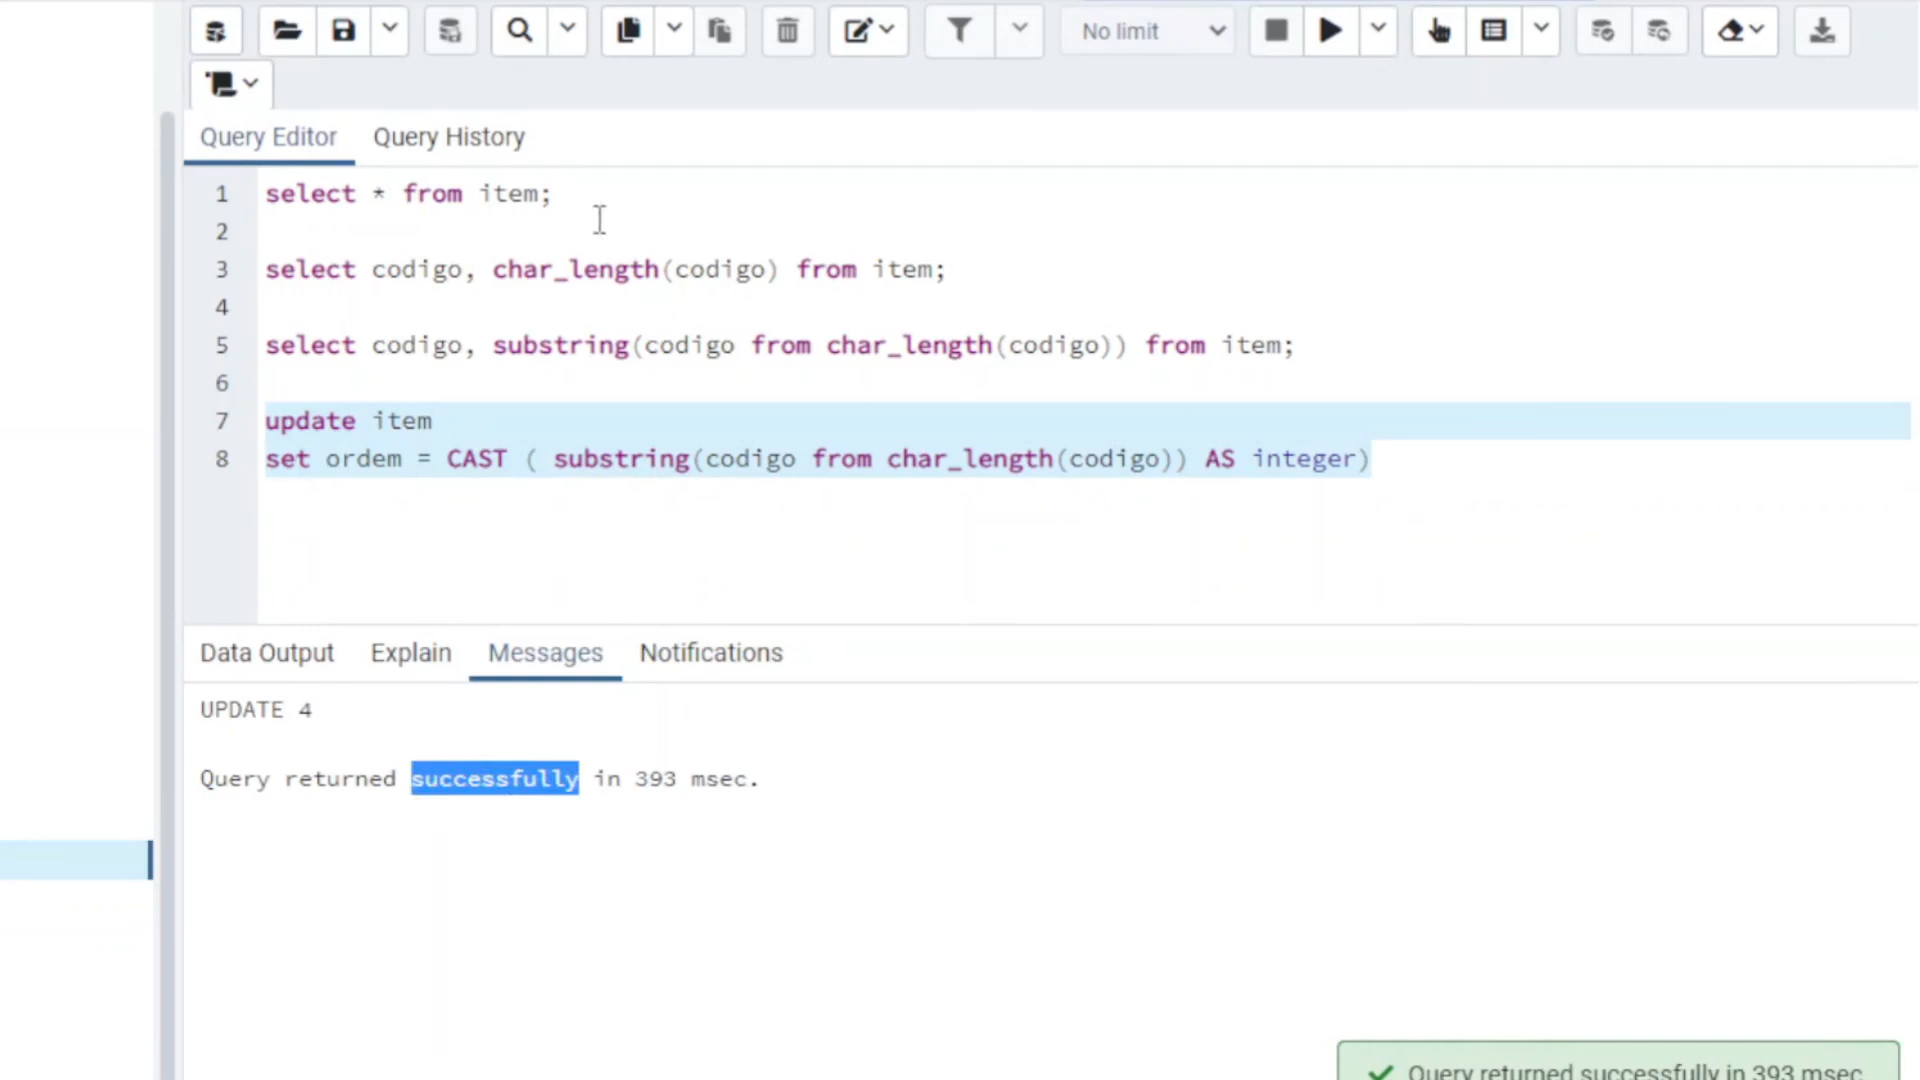 No limit
Query Editor Query History
1 select * from item;
2
3 select codigo, char_length(codigo) from item;
4
5 select codigo, substring(codigo from char_length(codigo)) from item;
6
7 update item
8 set ordem = CAST ( substring(codigo from char_length(codigo)) AS integer)
Data Output Explain Messages Notifications
UPDATE 4
Query returned successfully in 393 msec.
Query returned successfully in 393 msec.